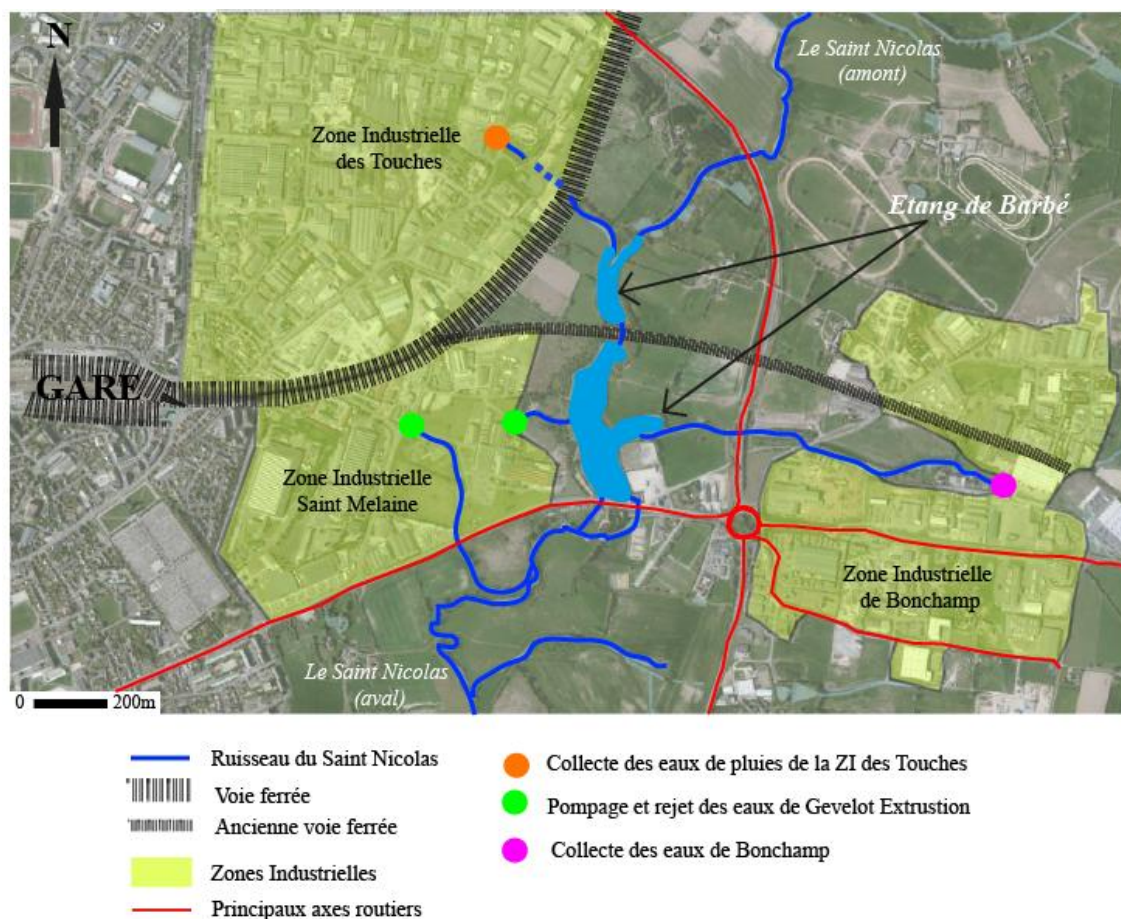 N
Le Saint Nicolas
(amont)
Zone Industrielle
des Touches
Etang de Barbé
GARE
Zone Industrielle
Saint Melaine
Zone Industrielle
de Bonchamp
Le Saint Nicolas
(aval)
0 200m
Ruisseau du Saint Nicolas
Voie ferrée
Ancienne voie ferrée
Zones Industrielles
Principaux axes routiers
Collecte des eaux de pluies de la ZI des Touches
Pompage et rejet des eaux de Gevelot Extrustion
Collecte des eaux de Bonchamp